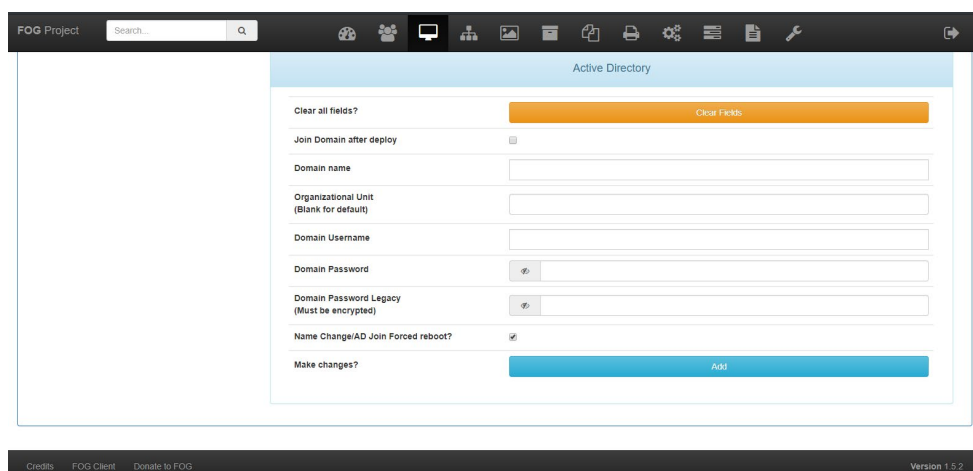 FOG Project
Search...
Active Directory
Clear all fields?
Clear Fields
Join Domain after deploy
Domain name
Organizational Unit
(Blank for default)
Domain Username
Domain Password
Domain Password Legacy
(Must be encrypted)
Name Change/AD Join Forced reboot?
Make changes?
Add
Credits FOG Client Donate to FOG
Version 1.5.2